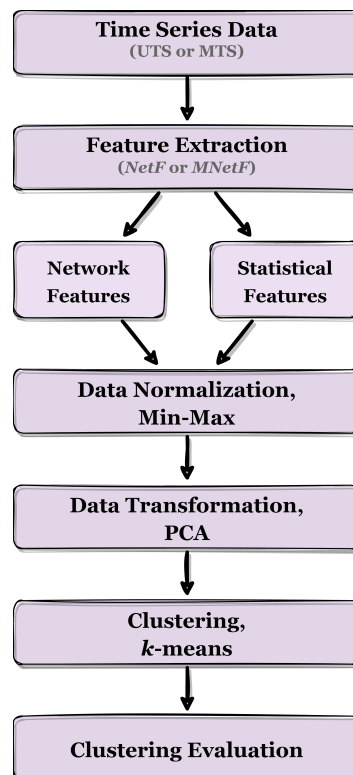 Time Series Data
(UTS or MTS)
Feature Extraction
(NetF or MNetF)
Network
Features
Statistical
Features
Data Normalization,
Min-Max
Data Transformation,
PCA
Clustering,
k-means
Clustering Evaluation